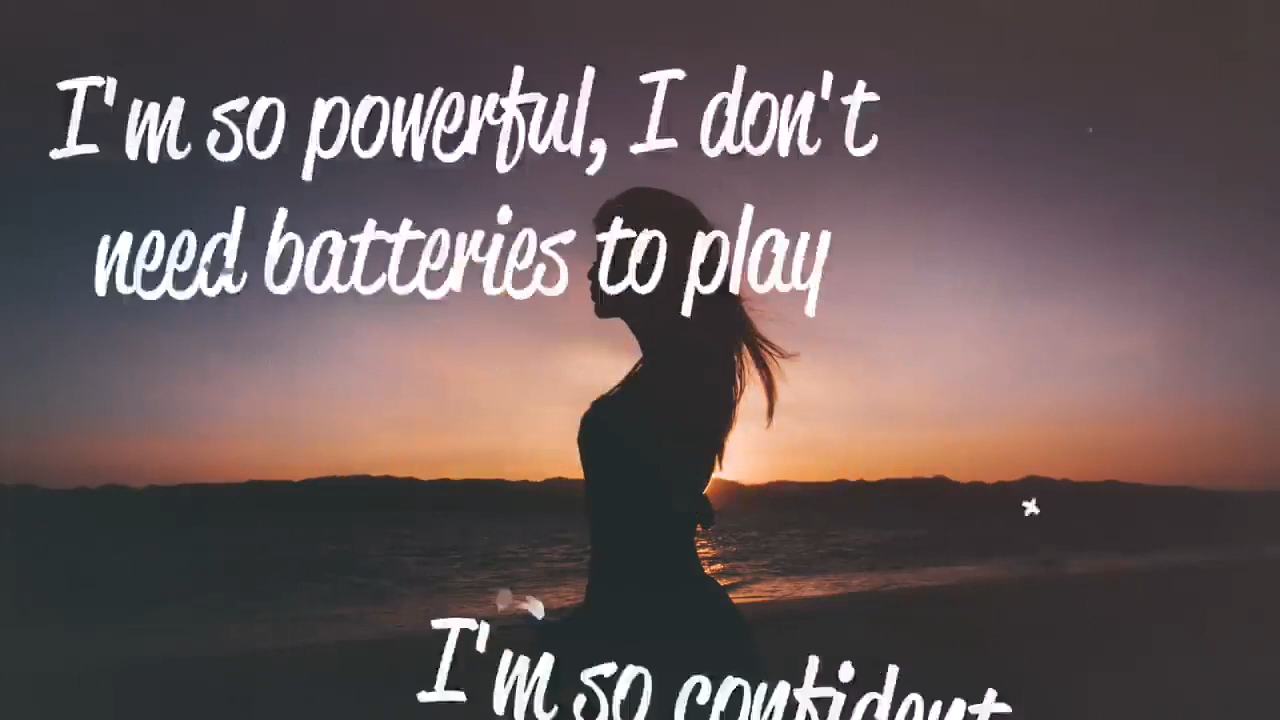 I'm so powerful, I don't
need batteries to play
I'm so confident